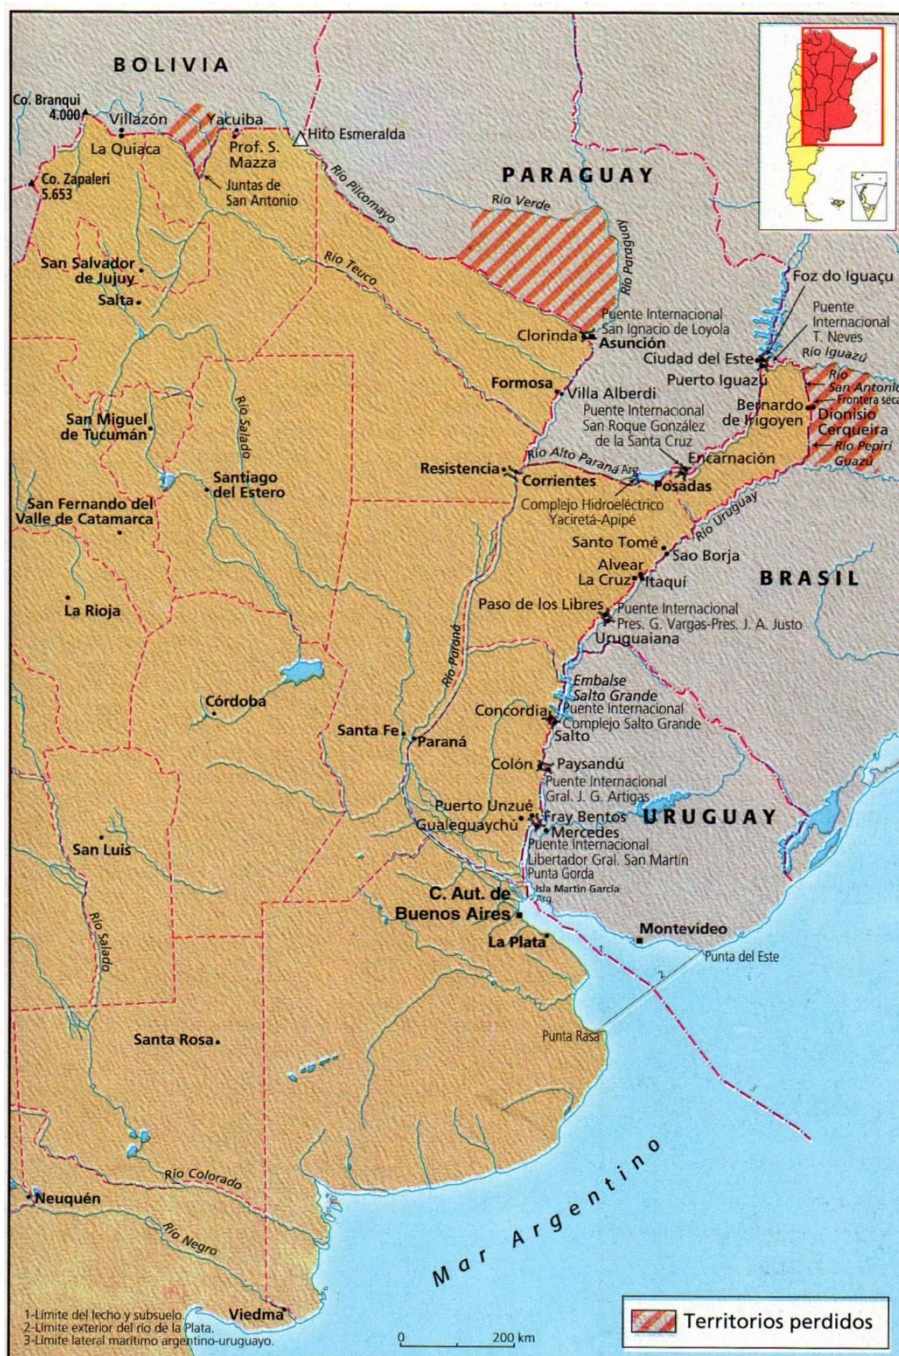 BOLIVIA
Co. Branqui
4.000
Villazón
La Quiaca
Yacuiba
Prof. S.
Mazza
Hito Esmeralda
Juntas de
San Antonio
Co. Zapaleri
5.653
Río Pilcomayo
PARAGUAY
Río Verde
Río Paraguay
Río Teuco
San Salvador
de Jujuy
Salta
Foz do Iguaçu
Puente
Internacional
T. Neves
Río Iguazú
Puente Internacional
San Ignacio de Loyola
Clorinda
Asunción
Ciudad del Este
Puerto Iguazú
Río
San Antonio
Frontera seca
Formosa
Villa Alberdi
Bernardo
de Irigoyen
Dionisio
Cerqueira
Puente Internacional
San Roque González
de la Santa Cruz
Río Pepirí
Guazú
San Miguel
de Tucumán
Río Salado
Río Alto Paraná
Arg
Encarnación
Resistencia
Corrientes
Posadas
Santiago
del Estero
Complejo Hidroeléctrico
Yaciretá-Apipé
San Fernando del
Valle de Catamarca
Río Uruguay
Santo Tomé
Sao Borja
Alvear
La Cruz
Itaquí
BRASIL
La Rioja
Paso de los Libres
Puente Internacional
Pres. G. Vargas-Pres. J. A. Justo
Uruguaiana
Río Paraná
Embalse
Salto Grande
Córdoba
Concordia
Puente Internacional
Complejo Salto Grande
Salto
Santa Fe
Paraná
Colón
Paysandú
Puente Internacional
Gral. J. G. Artigas
Puerto Unzué
Gualeguaychú
Fray Bentos
Mercedes
URUGUAY
Puente Internacional
Libertador Gral. San Martín
Punta Gorda
Isla Martín García
Arg
San Luis
C. Aut. de
Buenos Aires
La Plata
Montevideo
Punta del Este
1
2
3
Río Salado
Punta Rasa
Santa Rosa
Río Colorado
Neuquén
Río Negro
Mar Argentino
Viedma
1-Límite del lecho y subsuelo.
2-Límite exterior del río de la Plata.
3-Límite lateral marítimo argentino-uruguayo.
0 200 km
Territorios perdidos